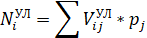 N_i^{УЛ} = ∑ V_{ij}^{УЛ} * p_j